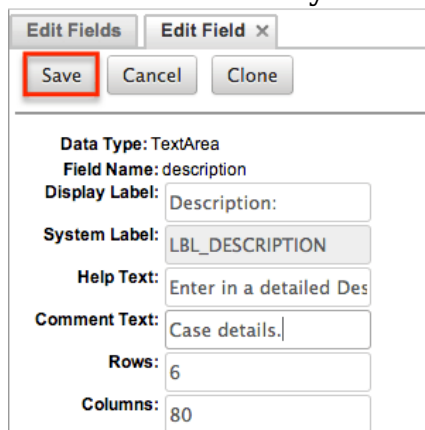 Edit Fields Edit Field ×
Save Cancel Clone
Data Type: TextArea
Field Name: description
Display Label: Description:
System Label: LBL_DESCRIPTION
Help Text: Enter in a detailed Des
Comment Text: Case details.
Rows: 6
Columns: 80